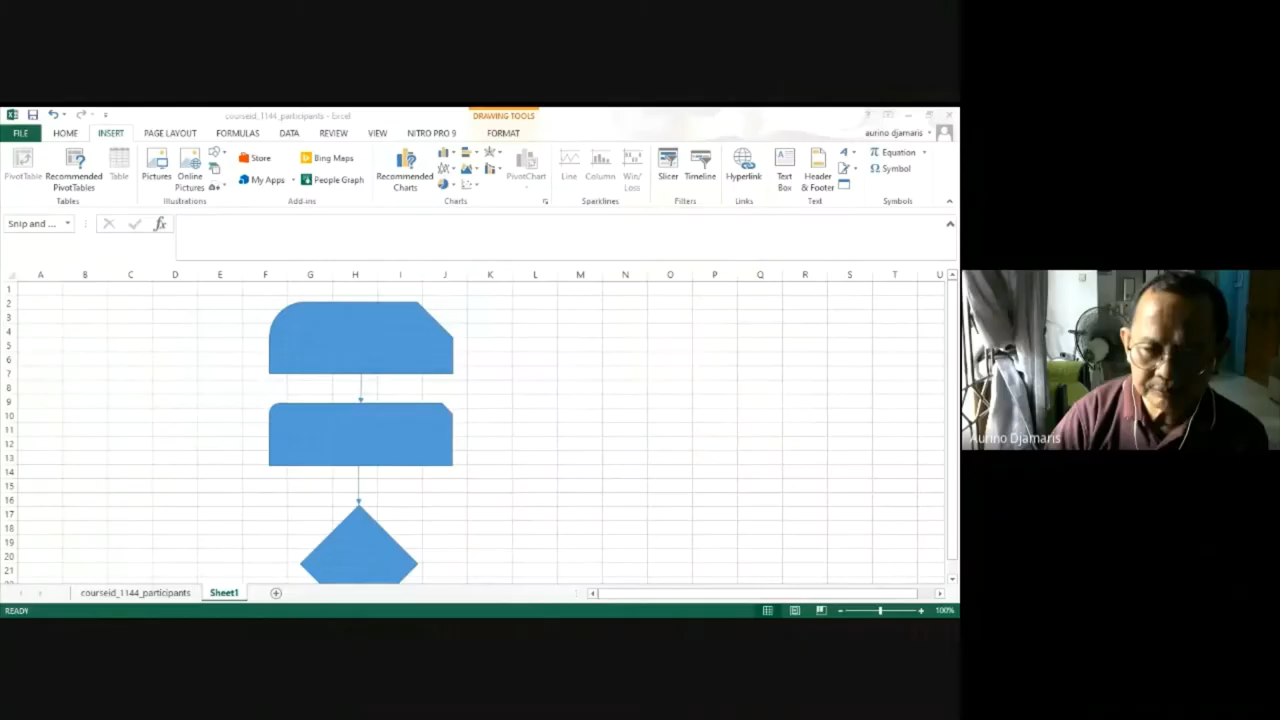 courseid_1144_participants - Excel
DRAWING TOOLS
FILE HOME INSERT PAGE LAYOUT FORMULAS DATA REVIEW VIEW NITRO PRO 9 FORMAT
aurino djamaris
PivotTable
Recommended
PivotTables
Table
Tables
Pictures
Online
Pictures
Illustrations
Store
My Apps
Bing Maps
People Graph
Add-ins
Recommended
Charts
PivotChart
Charts
Line
Column
Win/
Loss
Sparklines
Slicer
Timeline
Filters
Hyperlink
Links
Text
Box
Header
& Footer
Text
π Equation
Ω Symbol
Symbols
Snip and ...
fx
A B C D E F G H I J K L M N O P Q R S T U
1
2
3
4
5
6
7
8
9
10
11
12
13
14
15
16
17
18
19
20
21
courseid_1144_participants Sheet1
READY
100%
Aurino Djamaris